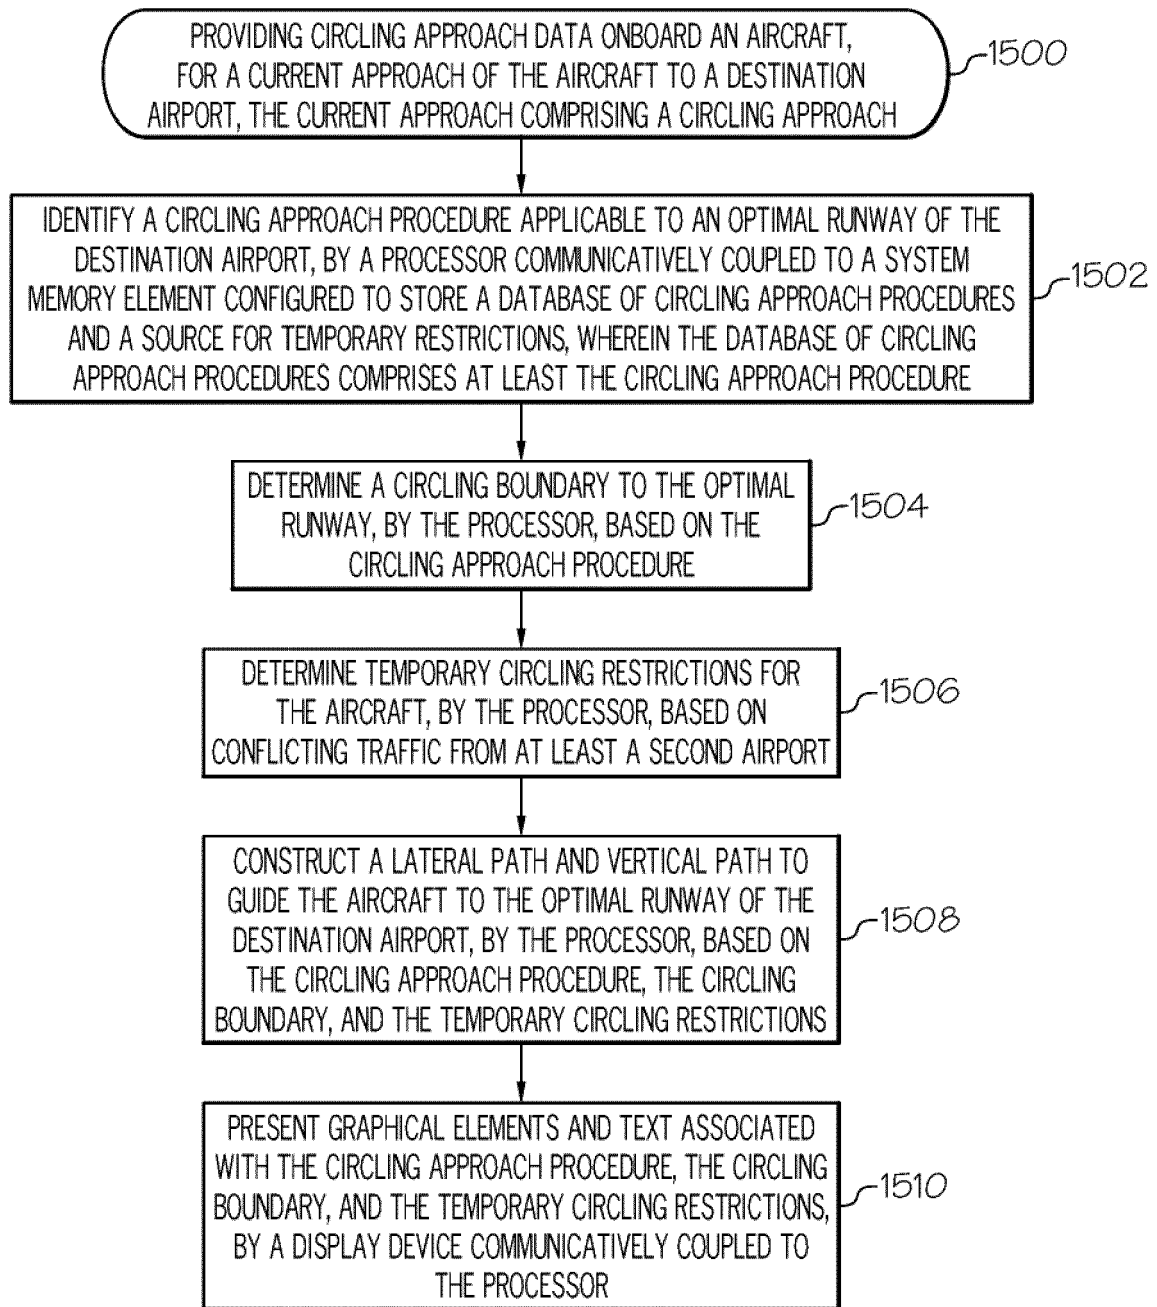 PROVIDING CIRCLING APPROACH DATA ONBOARD AN AIRCRAFT,
FOR A CURRENT APPROACH OF THE AIRCRAFT TO A DESTINATION
AIRPORT, THE CURRENT APPROACH COMPRISING A CIRCLING APPROACH
1500
IDENTIFY A CIRCLING APPROACH PROCEDURE APPLICABLE TO AN OPTIMAL RUNWAY OF THE
DESTINATION AIRPORT, BY A PROCESSOR COMMUNICATIVELY COUPLED TO A SYSTEM
MEMORY ELEMENT CONFIGURED TO STORE A DATABASE OF CIRCLING APPROACH PROCEDURES
AND A SOURCE FOR TEMPORARY RESTRICTIONS, WHEREIN THE DATABASE OF CIRCLING
APPROACH PROCEDURES COMPRISES AT LEAST THE CIRCLING APPROACH PROCEDURE
1502
DETERMINE A CIRCLING BOUNDARY TO THE OPTIMAL
RUNWAY, BY THE PROCESSOR, BASED ON THE
CIRCLING APPROACH PROCEDURE
1504
DETERMINE TEMPORARY CIRCLING RESTRICTIONS FOR
THE AIRCRAFT, BY THE PROCESSOR, BASED ON
CONFLICTING TRAFFIC FROM AT LEAST A SECOND AIRPORT
1506
CONSTRUCT A LATERAL PATH AND VERTICAL PATH TO
GUIDE THE AIRCRAFT TO THE OPTIMAL RUNWAY OF THE
DESTINATION AIRPORT, BY THE PROCESSOR, BASED ON
THE CIRCLING APPROACH PROCEDURE, THE CIRCLING
BOUNDARY, AND THE TEMPORARY CIRCLING RESTRICTIONS
1508
PRESENT GRAPHICAL ELEMENTS AND TEXT ASSOCIATED
WITH THE CIRCLING APPROACH PROCEDURE, THE CIRCLING
BOUNDARY, AND THE TEMPORARY CIRCLING RESTRICTIONS,
BY A DISPLAY DEVICE COMMUNICATIVELY COUPLED TO
THE PROCESSOR
1510